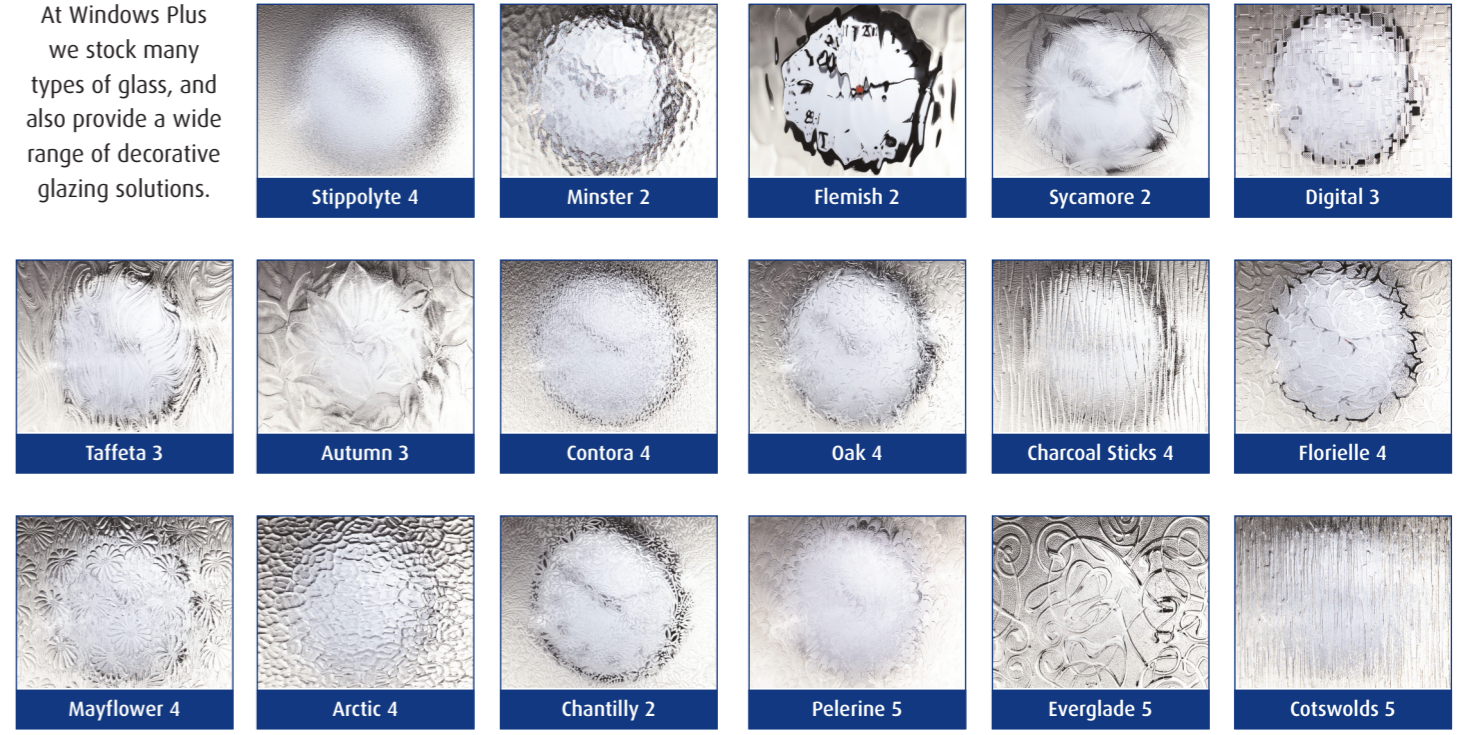 At Windows Plus
we stock many
types of glass, and
also provide a wide
range of decorative
glazing solutions.
Stippolyte 4
Minster 2
Flemish 2
Sycamore 2
Digital 3
Taffeta 3
Autumn 3
Contora 4
Oak 4
Charcoal Sticks 4
Florielle 4
Mayflower 4
Arctic 4
Chantilly 2
Pelerine 5
Everglade 5
Cotswolds 5